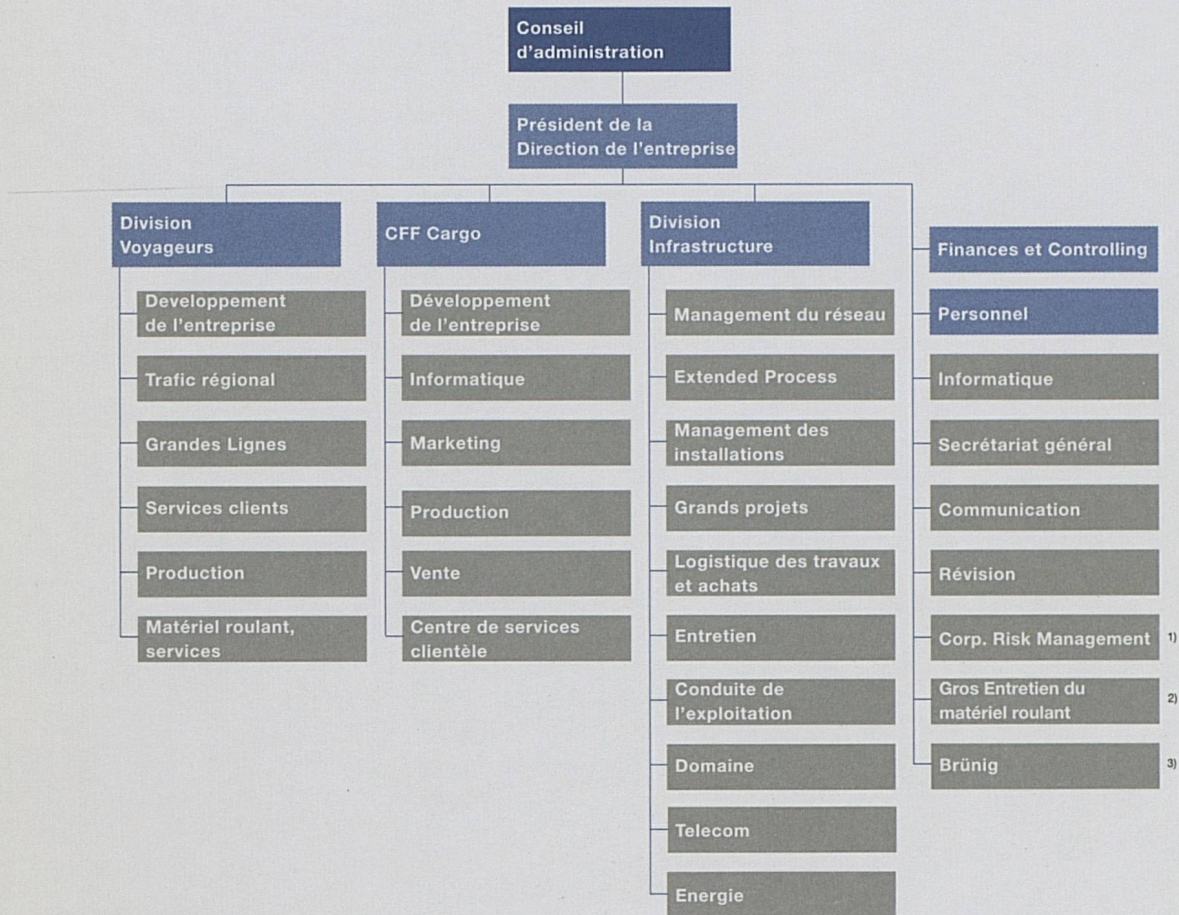 Conseil
d'administration
Président de la
Direction de l'entreprise
Division
Voyageurs
Developpement
de l'entreprise
Trafic régional
Grandes Lignes
Services clients
Production
Matériel roulant,
services
CFF Cargo
Développement
de l'entreprise
Informatique
Marketing
Production
Vente
Centre de services
clientèle
Division
Infrastructure
Management du réseau
Extended Process
Management des
installations
Grands projets
Logistique des travaux
et achats
Entretien
Conduite de
l'exploitation
Domaine
Telecom
Energie
Finances et Controlling
Personnel
Informatique
Secrétariat général
Communication
Révision
Corp. Risk Management 1)
Gros Entretien du
matériel roulant 2)
Brünig 3)